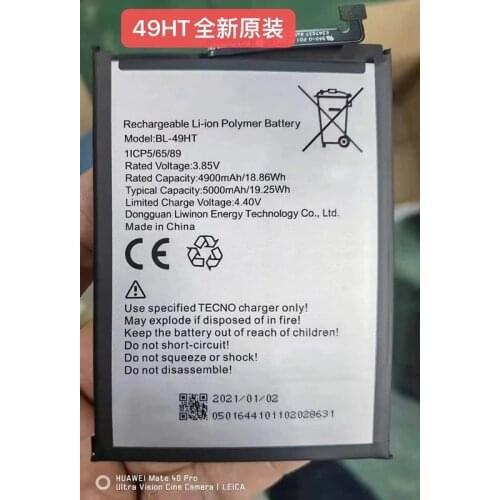 49HT全新原装
Rechargeable Li-ion Polymer Battery
Model:BL-49HT
1ICP5/65/89
Rated Voltage:3.85V
Rated Capacity:4900mAh/18.86Wh
Typical Capacity:5000mAh/19.25Wh
Limited Charge Voltage:4.40V
Dongguan Liwinon Energy Technology Co., Ltd.
Made in China
CE
Use specified TECNO charger only!
May explode if disposed of in fire!
Keep the battery out of reach of children!
Do not short-circuit!
Do not squeeze or shock!
Do not disassemble!
2021/01/02
0501644101102028631
HUAWEI Mate 40 Pro
Ultra Vision Cine Camera | LEICA